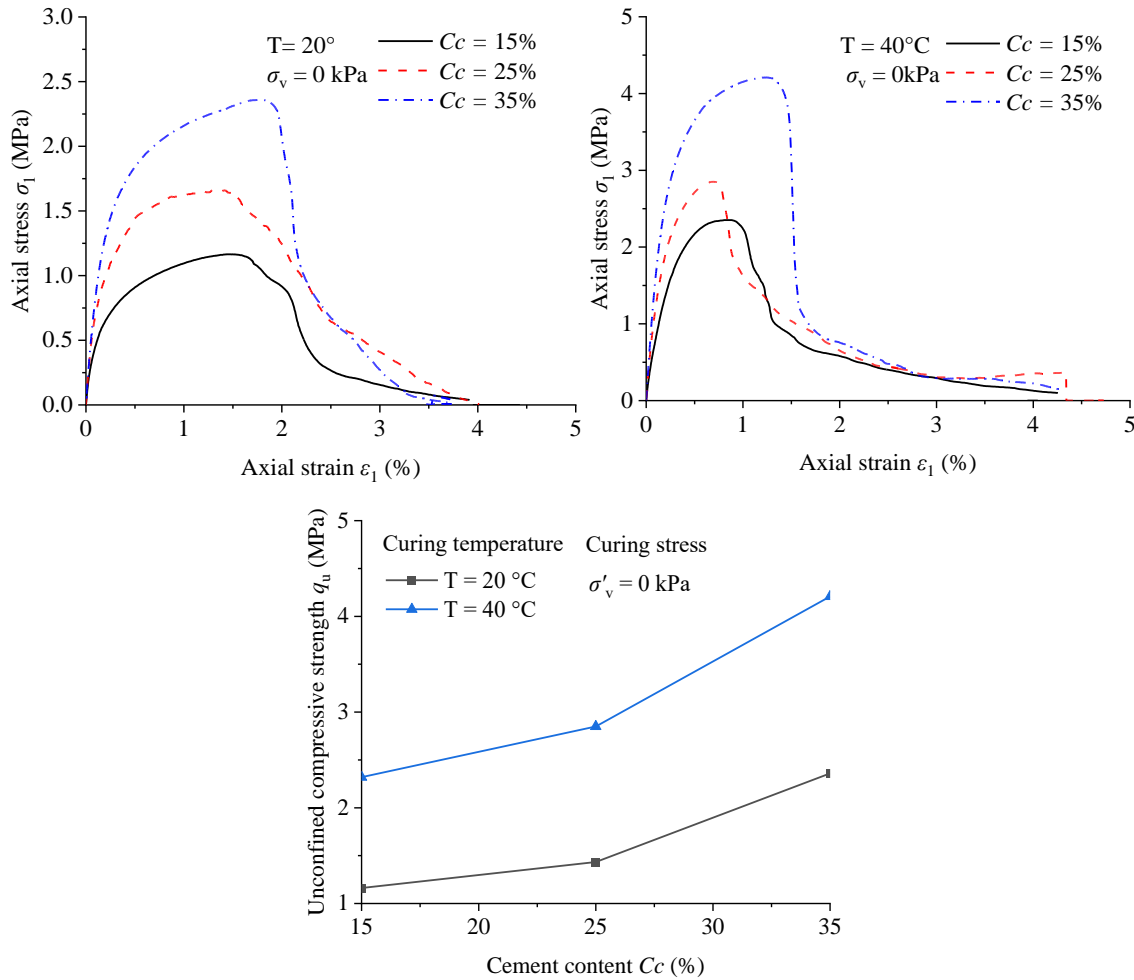 3.0
2.5
2.0
1.5
1.0
0.5
0.0
Axial stress σ₁ (MPa)
T= 20°
σᵥ = 0 kPa
Cc = 15%
Cc = 25%
Cc = 35%
0 1 2 3 4 5
Axial strain ε₁ (%)
5
4
3
2
1
0
Axial stress σ₁ (MPa)
T = 40°C
σᵥ = 0kPa
Cc = 15%
Cc = 25%
Cc = 35%
0 1 2 3 4 5
Axial strain ε₁ (%)
5
4
3
2
1
Unconfined compressive strength qᵤ (MPa)
Curing temperature
T = 20 °C
T = 40 °C
Curing stress
σ′ᵥ = 0 kPa
15 20 25 30 35
Cement content Cc (%)